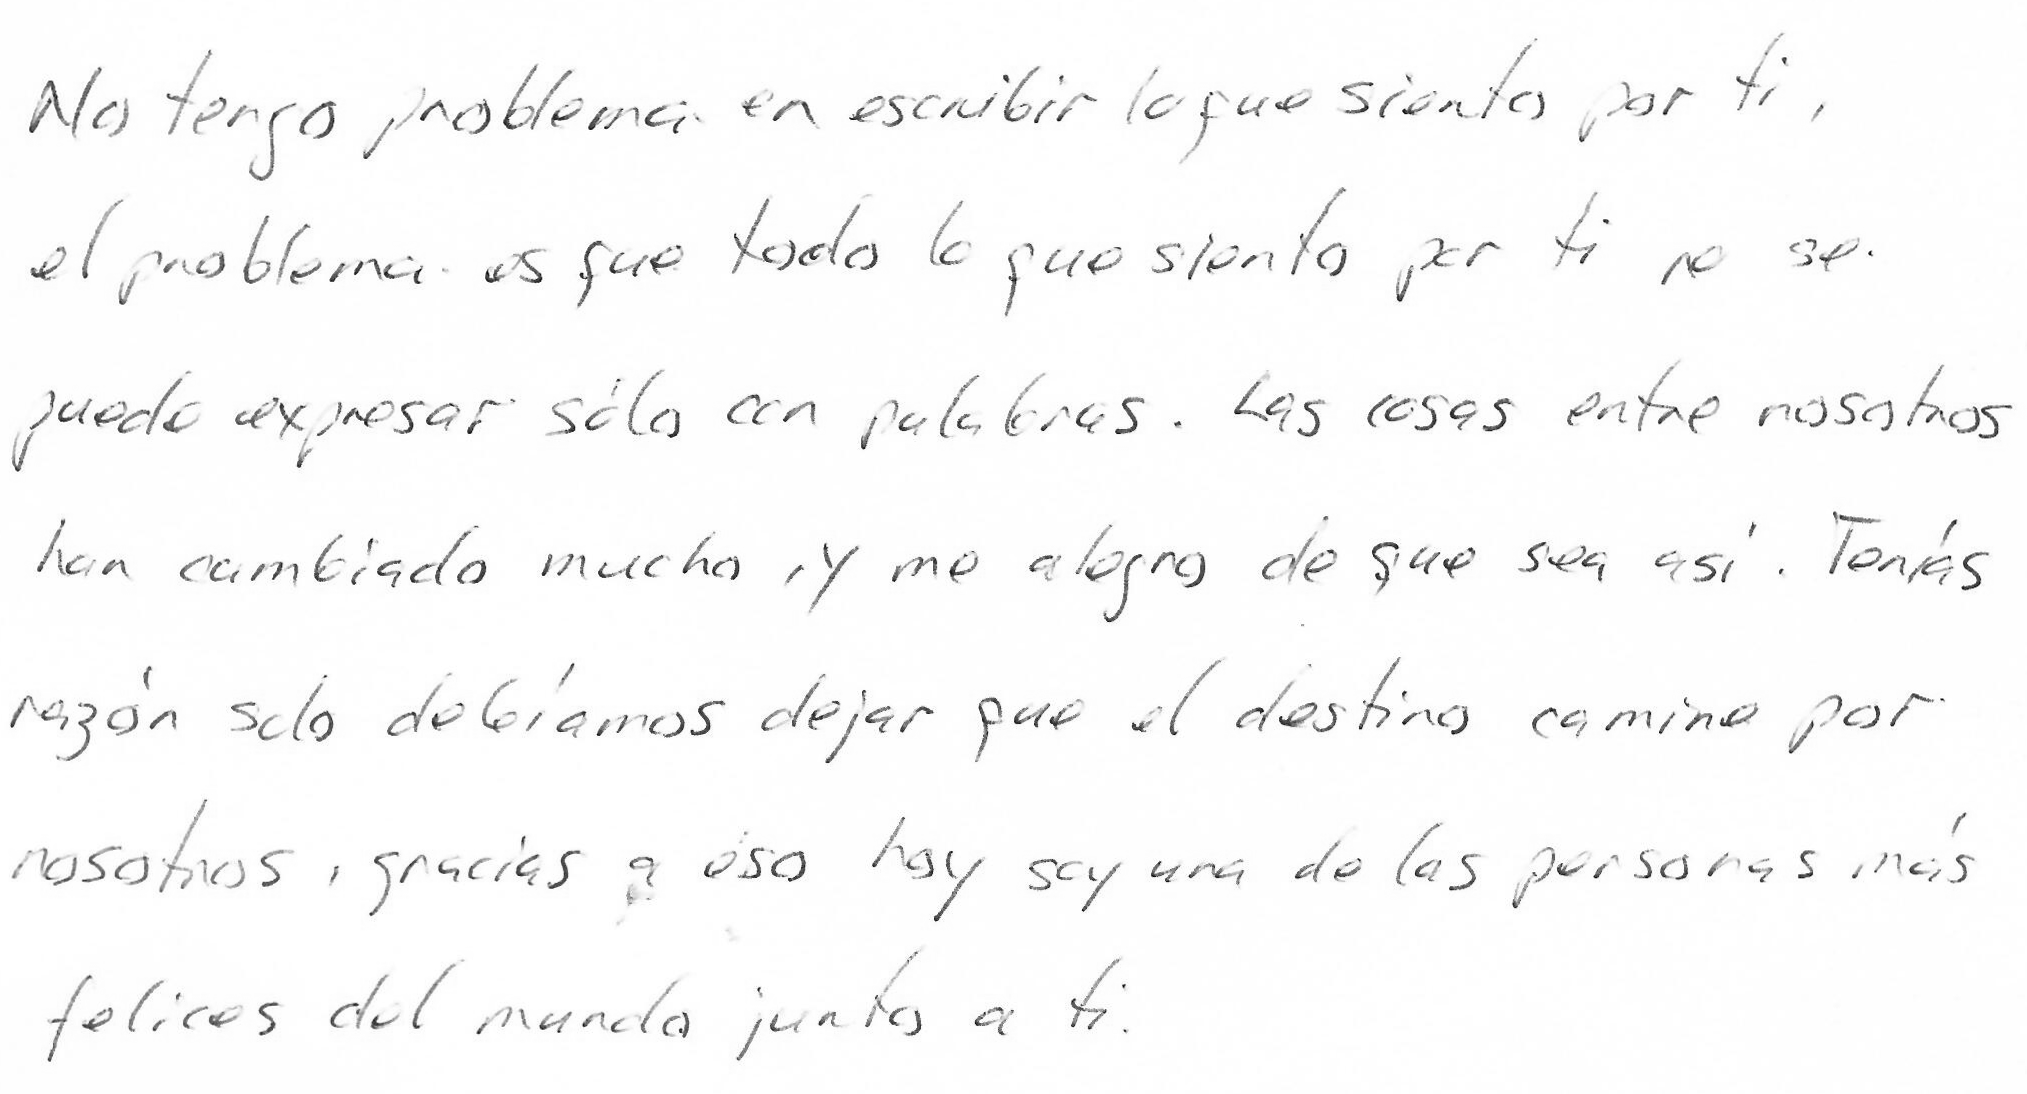 No tengo problema en escribir lo que siento por ti,
el problema es que todo lo que siento por ti no se
puede expresar sólo con palabras. Las cosas entre nosotros
han cambiado mucho, y me alegro de que sea así. Tenías
razón solo debíamos dejar que el destino camine por
nosotros, gracias a eso hoy soy una de las personas más
felices del mundo junto a ti.